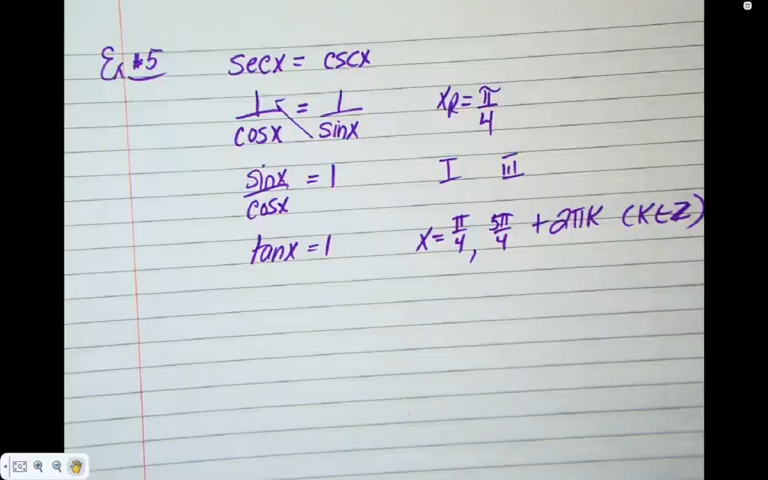 Ex #5 secx = cscx
1/cosx = 1/sinx xR = π/4
sinx/cosx = 1 I III
tanx = 1 x = π/4, 5π/4 + 2πK (K∈Z)